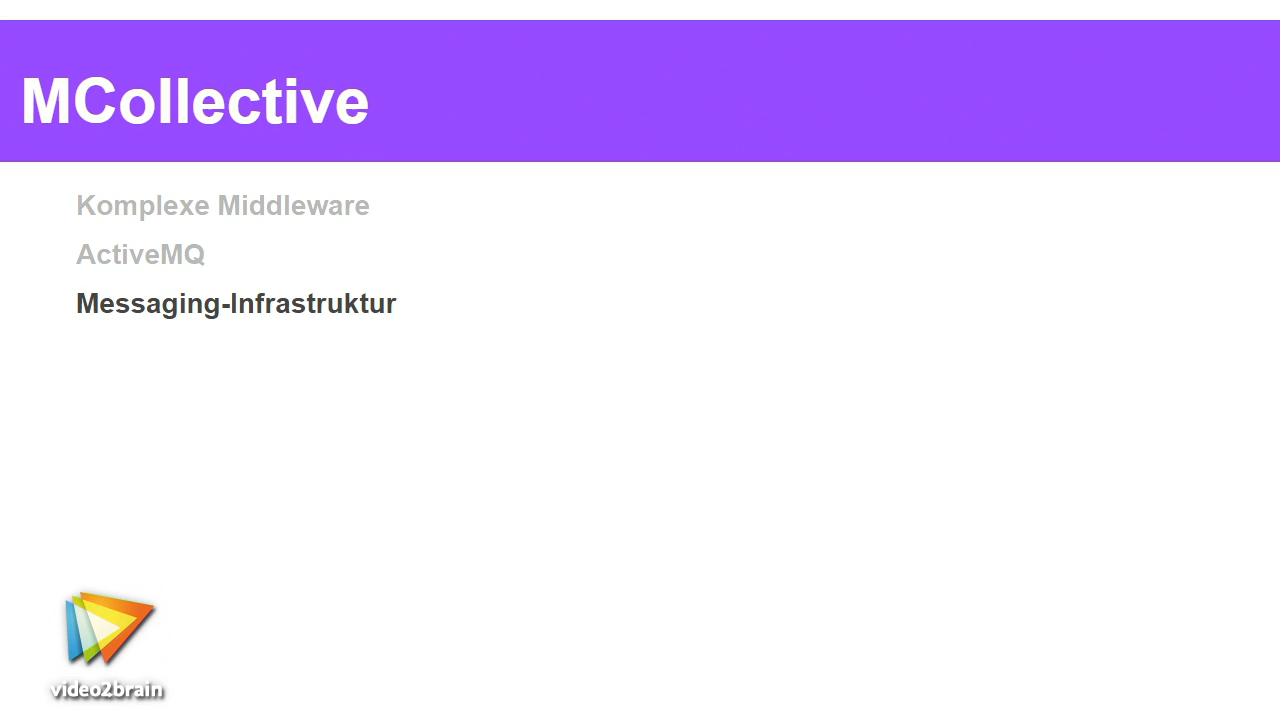 MCollective
Komplexe Middleware
ActiveMQ
Messaging-Infrastruktur
video2brain